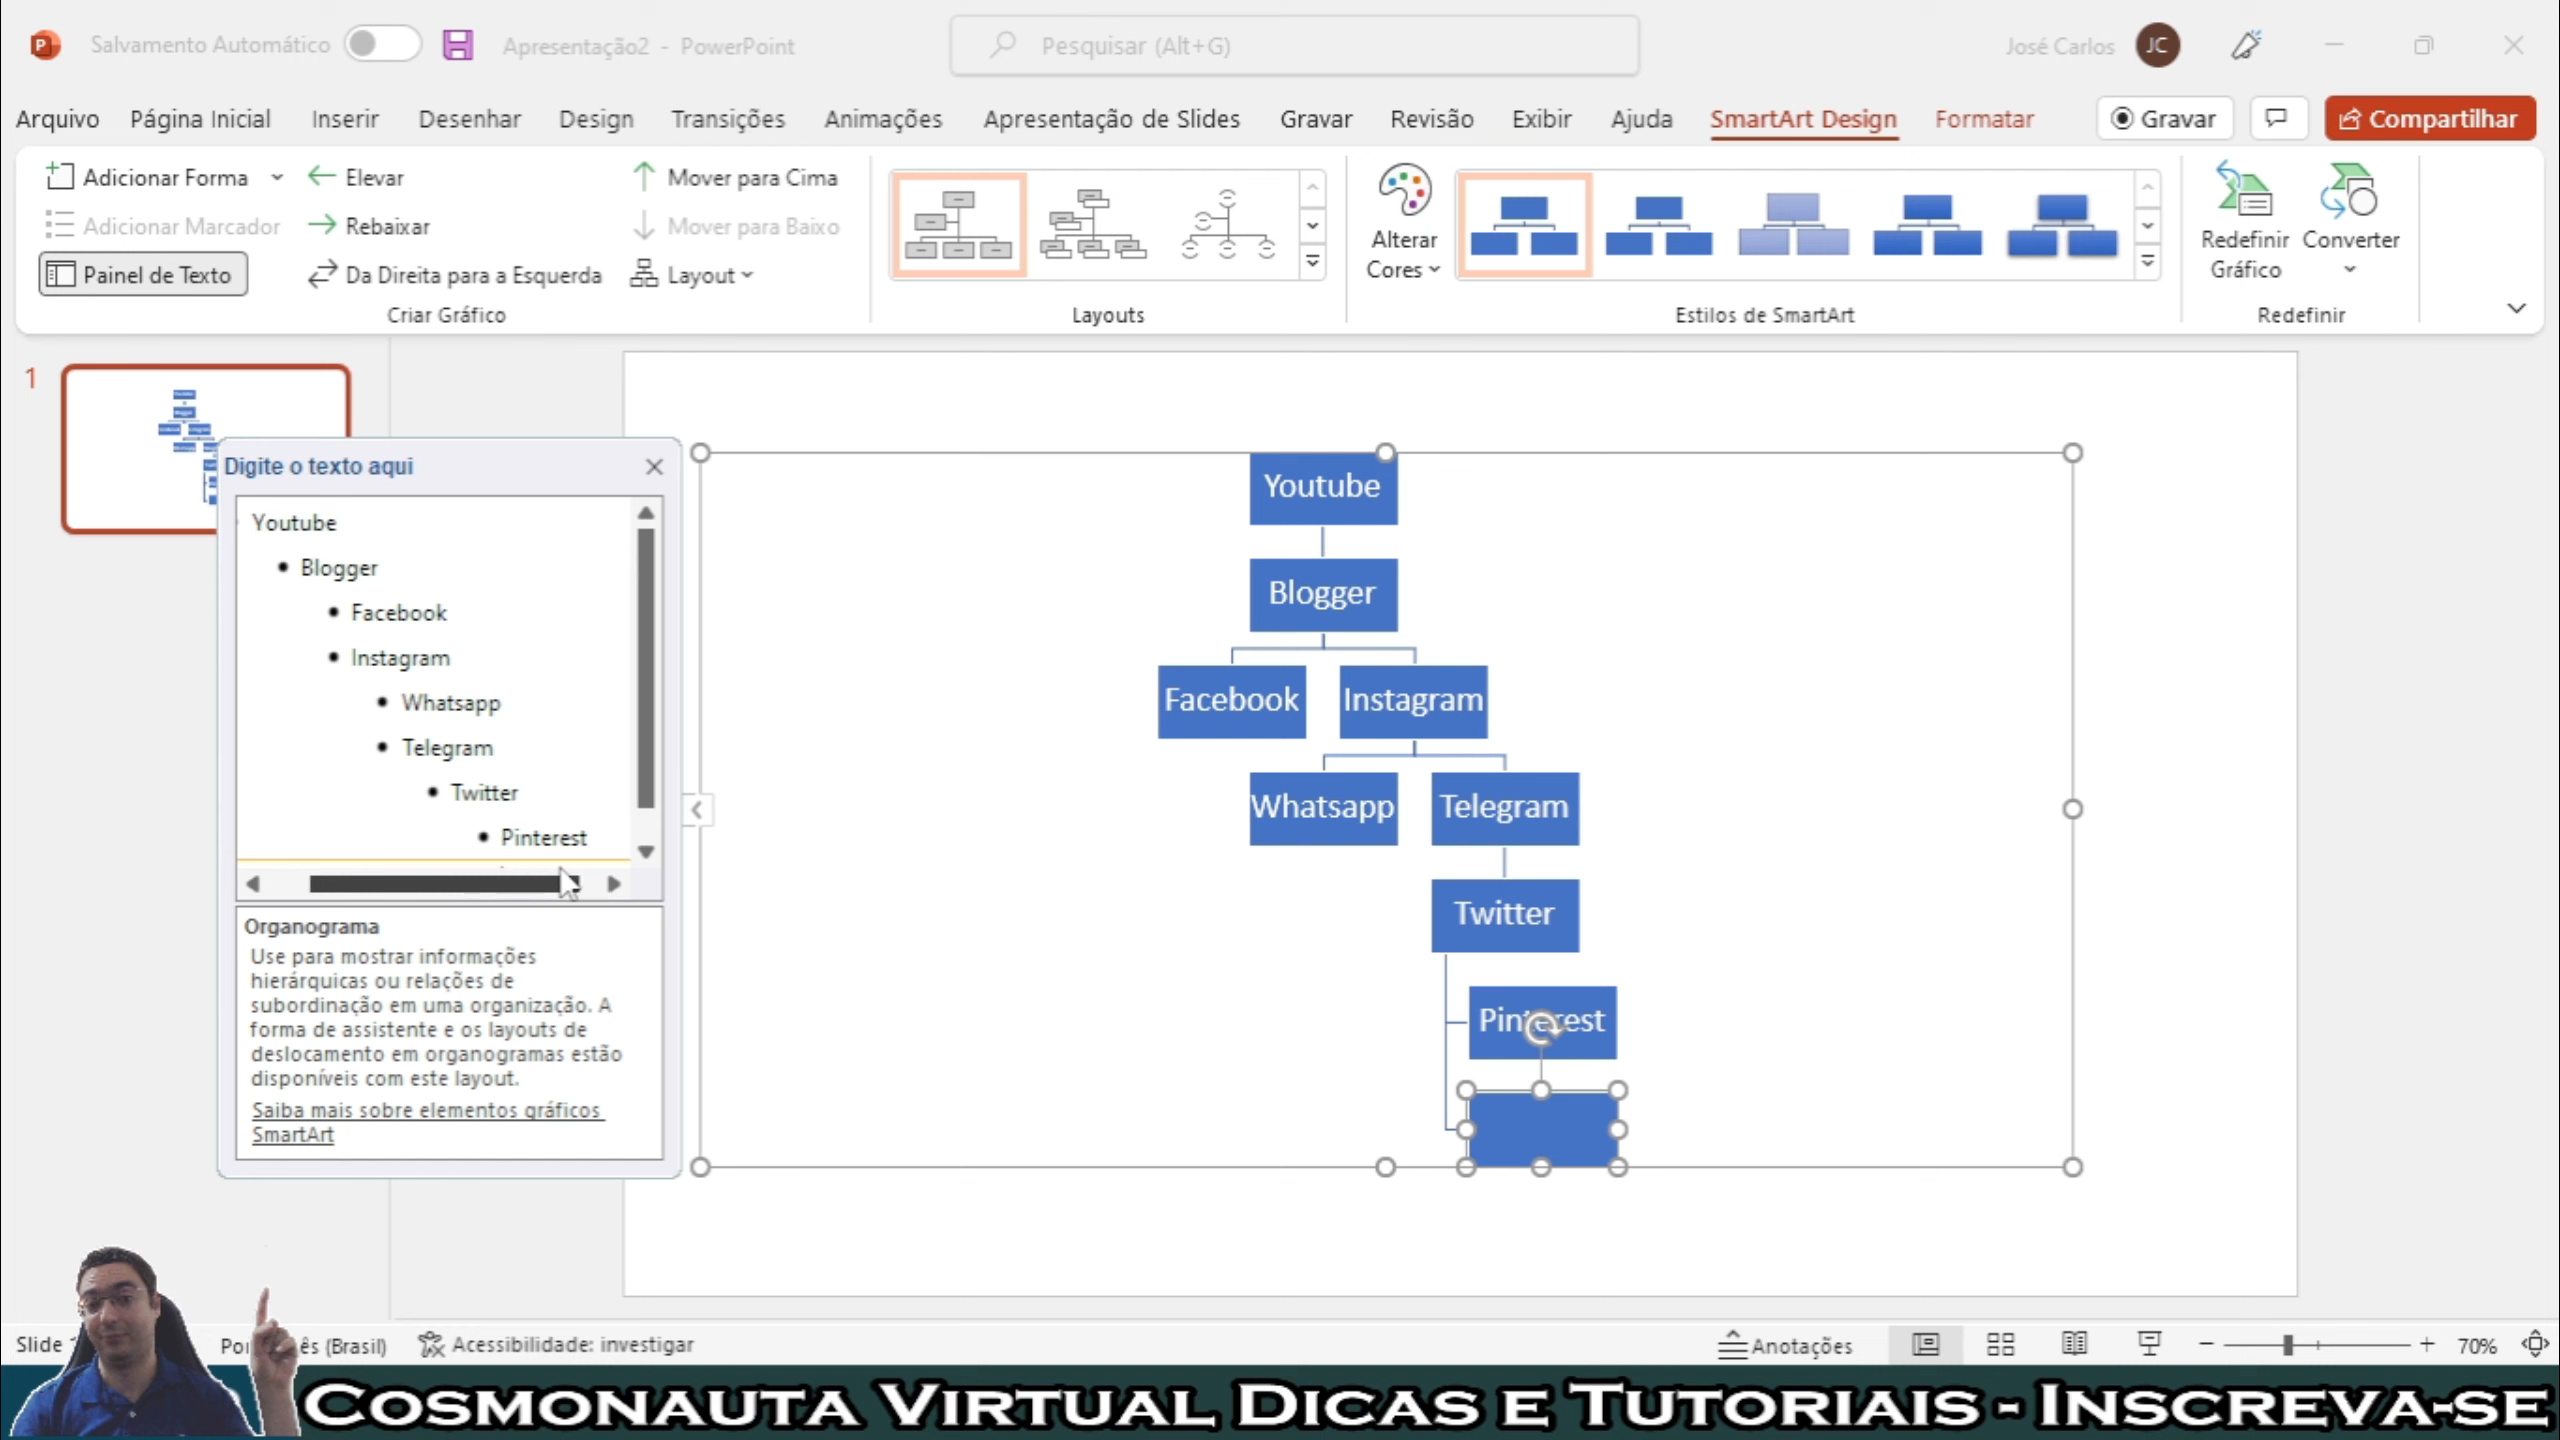 Salvamento Automático
Apresentação2 - PowerPoint
Pesquisar (Alt+G)
José Carlos
JC
Arquivo Página Inicial Inserir Desenhar Design Transições Animações Apresentação de Slides Gravar Revisão Exibir Ajuda SmartArt Design Formatar Gravar Compartilhar
Adicionar Forma
Adicionar Marcador
Painel de Texto
Elevar
Rebaixar
Da Direita para a Esquerda
Mover para Cima
Mover para Baixo
Layout
Criar Gráfico
Layouts
Alterar
Cores
Estilos de SmartArt
Redefinir
Gráfico
Converter
Redefinir
1
Digite o texto aqui
Youtube
• Blogger
• Facebook
• Instagram
• Whatsapp
• Telegram
• Twitter
• Pinterest
Organograma
Use para mostrar informações
hierárquicas ou relações de
subordinação em uma organização. A
forma de assistente e os layouts de
deslocamento em organogramas estão
disponíveis com este layout.
Saiba mais sobre elementos gráficos
SmartArt
Youtube
Blogger
Facebook Instagram
Whatsapp Telegram
Twitter
Pinterest
Slide
(Brasil)
Acessibilidade: investigar
Anotações
70%
Cosmonauta Virtual Dicas e Tutoriais - Inscreva-se